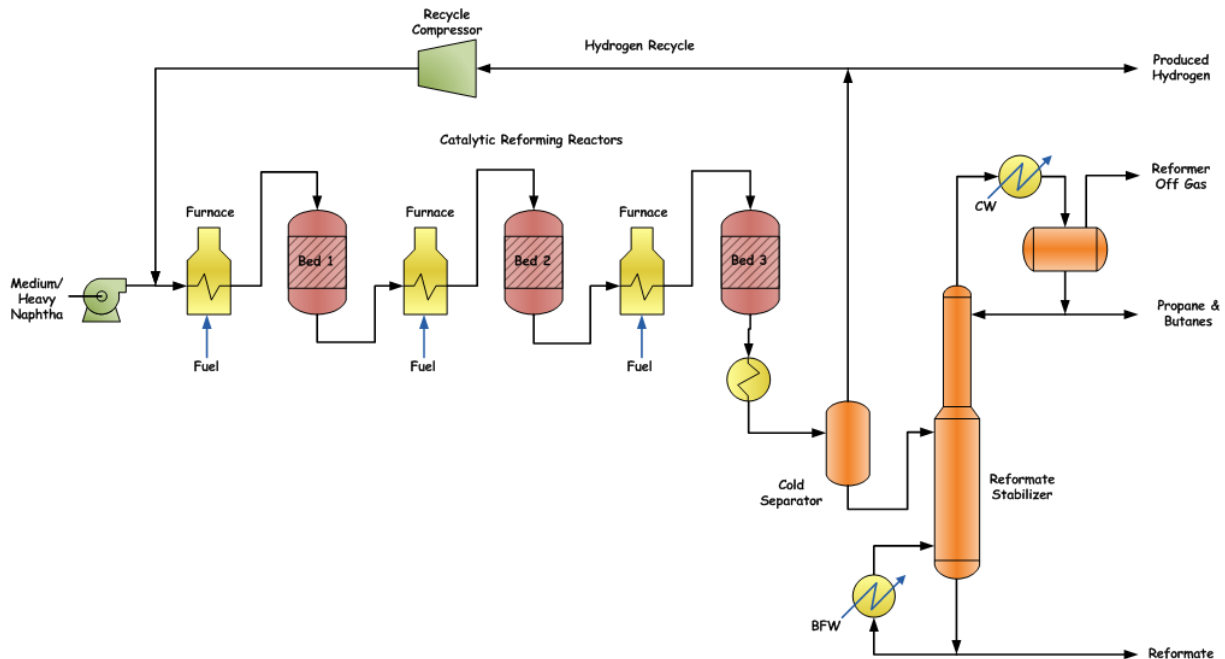 Recycle
Compressor
Hydrogen Recycle
Produced
Hydrogen
Catalytic Reforming Reactors
Reformer
Off Gas
CW
Furnace
Furnace
Furnace
Bed 1
Bed 2
Bed 3
Medium/
Heavy
Naphtha
Propane &
Butanes
Fuel
Fuel
Fuel
Cold
Separator
Reformate
Stabilizer
BFW
Reformate